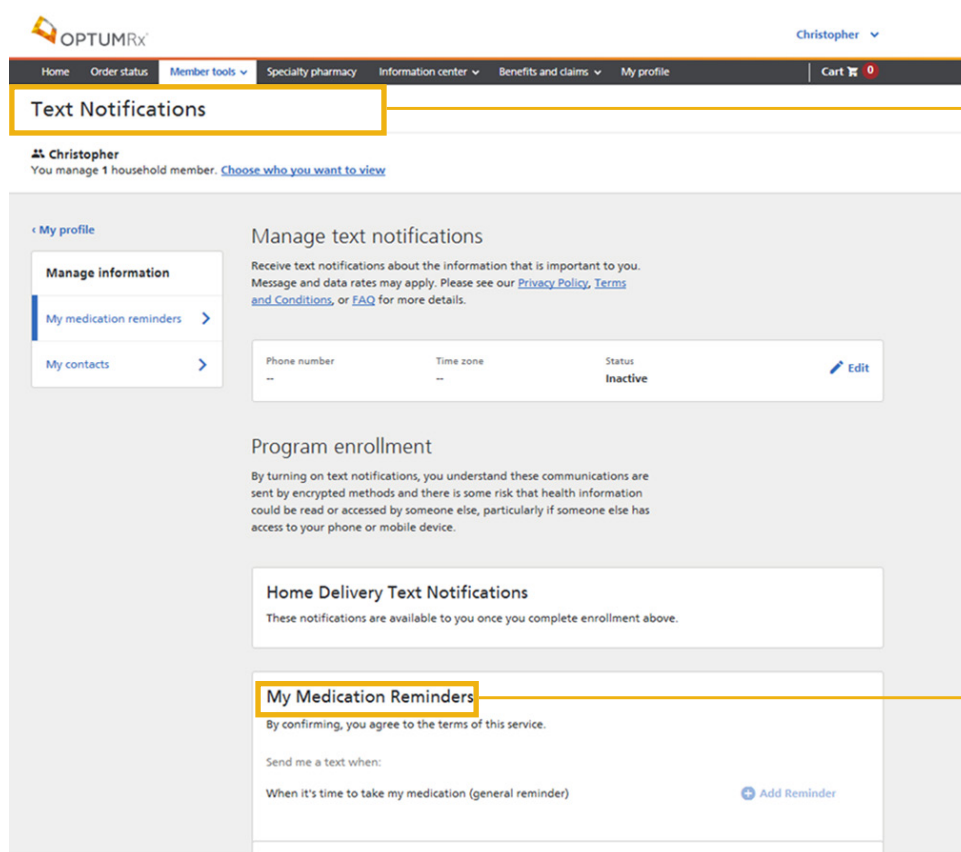 OPTUMRx®
Christopher
Home Order status Member tools Specialty pharmacy Information center Benefits and claims My profile Cart 0
Text Notifications
Christopher
You manage 1 household member. Choose who you want to view
‹ My profile
Manage information
My medication reminders
My contacts
Manage text notifications
Receive text notifications about the information that is important to you.
Message and data rates may apply. Please see our Privacy Policy, Terms
and Conditions, or FAQ for more details.
Phone number Time zone Status
-- -- Inactive
Edit
Program enrollment
By turning on text notifications, you understand these communications are
sent by encrypted methods and there is some risk that health information
could be read or accessed by someone else, particularly if someone else has
access to your phone or mobile device.
Home Delivery Text Notifications
These notifications are available to you once you complete enrollment above.
My Medication Reminders
By confirming, you agree to the terms of this service.
Send me a text when:
When it's time to take my medication (general reminder) Add Reminder